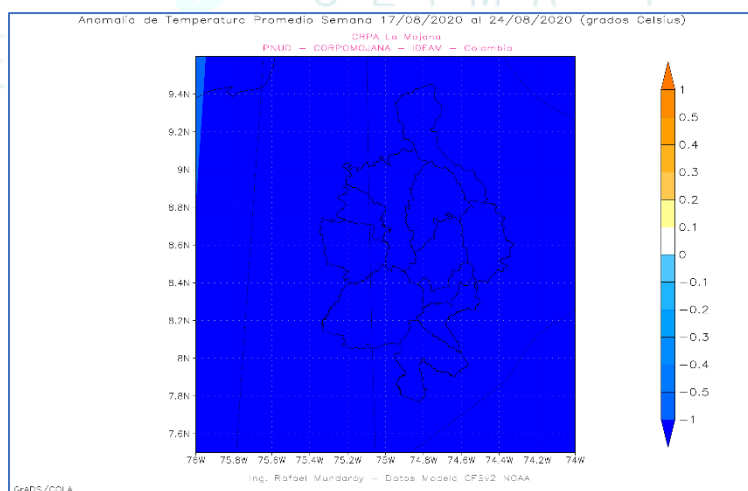 CLIMA
Anomalía de Temperatura Promedio Semana 17/08/2020 al 24/08/2020 (grados Celsius)
CRPA La Mojana
PNUD – CORPOMOJANA – IDEAM – Colombia
9.4N
9.2N
9N
8.8N
8.6N
8.4N
8.2N
8N
7.8N
7.6N
76W 75.8W 75.6W 75.4W 75.2W 75W 74.8W 74.6W 74.4W 74.2W 74W
1
0.5
0.4
0.3
0.2
0.1
0
-0.1
-0.2
-0.3
-0.4
-0.5
-1
Ing. Rafael Mundaray – Datos Modelo CFSv2 NOAA
GrADS/COLA